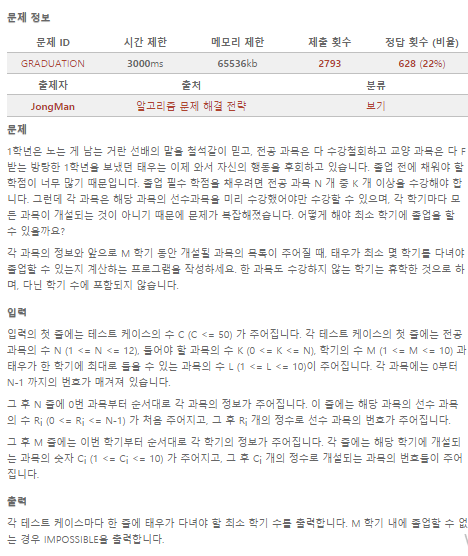 문제 정보
문제 ID 시간 제한 메모리 제한 제출 횟수 정답 횟수 (비율)
GRADUATION 3000ms 65536kb 2793 628 (22%)
출제자 출처 분류
JongMan 알고리즘 문제 해결 전략 보기
문제
1학년은 노는 게 남는 거란 선배의 말을 철석같이 믿고, 전공 과목은 다 수강철회하고 교양 과목은 다 F
받는 방탕한 1학년을 보냈던 태우는 이제 와서 자신의 행동을 후회하고 있습니다. 졸업 전에 채워야 할
학점이 너무 많기 때문입니다. 졸업 필수 학점을 채우려면 전공 과목 N 개 중 K 개 이상을 수강해야 합
니다. 그런데 각 과목은 해당 과목의 선수과목을 미리 수강했어야만 수강할 수 있으며, 각 학기마다 모
든 과목이 개설되는 것이 아니기 때문에 문제가 복잡해졌습니다. 어떻게 해야 최소 학기에 졸업을 할
수 있을까요?
각 과목의 정보와 앞으로 M 학기 동안 개설될 과목의 목록이 주어질 때, 태우가 최소 몇 학기를 다녀야
졸업할 수 있는지 계산하는 프로그램을 작성하세요. 한 과목도 수강하지 않는 학기는 휴학한 것으로 하
며, 다닌 학기 수에 포함되지 않습니다.
입력
입력의 첫 줄에는 테스트 케이스의 수 C (C <= 50) 가 주어집니다. 각 테스트 케이스의 첫 줄에는 전공
과목의 수 N (1 <= N <= 12), 들어야 할 과목의 수 K (0 <= K <= N), 학기의 수 M (1 <= M <= 10) 과
태우가 한 학기에 최대로 들을 수 있는 과목의 수 L (1 <= L <= 10)이 주어집니다. 각 과목에는 0부터
N-1 까지의 번호가 매겨져 있습니다.
그 후 N 줄에 0번 과목부터 순서대로 각 과목의 정보가 주어집니다. 이 줄에는 해당 과목의 선수 과목
의 수 Ri (0 <= Ri <= N-1) 가 처음 주어지고, 그 후 Ri 개의 정수로 선수 과목의 번호가 주어집니다.
그 후 M 줄에는 이번 학기부터 순서대로 각 학기의 정보가 주어집니다. 각 줄에는 해당 학기에 개설되
는 과목의 숫자 Ci (1 <= Ci <= 10) 가 주어지고, 그 후 Ci 개의 정수로 개설되는 과목의 번호들이 주어
집니다.
출력
각 테스트 케이스마다 한 줄에 태우가 다녀야 할 최소 학기 수를 출력합니다. M 학기 내에 졸업할 수 없
는 경우 IMPOSSIBLE을 출력합니다.